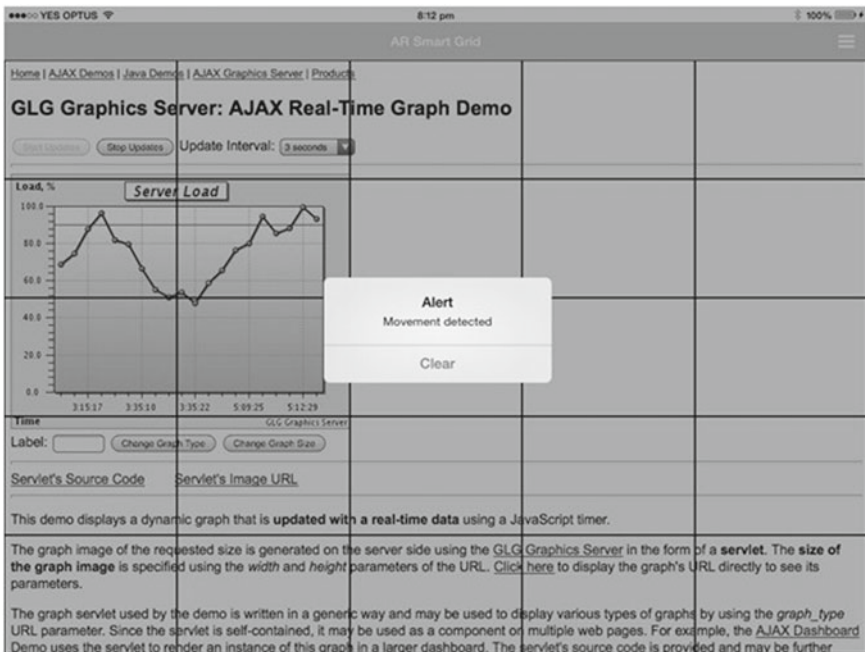 YES OPTUS 8:12 pm 100%
AR Smart Grid
Home | AJAX Demos | Java Demos | AJAX Graphics Server | Products
GLG Graphics Server: AJAX Real-Time Graph Demo
Start Updates Stop Updates Update Interval: 3 seconds
Load, % Server Load
100.0
80.0
60.0
40.0
20.0
0.0
3:15:17 3:35:10 3:35:22 5:09:25 5:12:29
Time GLG Graphics Server
Alert
Movement detected
Clear
Label: Change Graph Type Change Graph Size
Servlet's Source Code Servlet's Image URL
This demo displays a dynamic graph that is updated with a real-time data using a JavaScript timer.
The graph image of the requested size is generated on the server side using the GLG Graphics Server in the form of a servlet. The size of
the graph image is specified using the width and height parameters of the URL. Click here to display the graph's URL directly to see its
parameters.
The graph servlet used by the demo is written in a generic way and may be used to display various types of graphs by using the graph_type
URL parameter. Since the servlet is self-contained, it may be used as a component on multiple web pages. For example, the AJAX Dashboard
Demo uses the servlet to render an instance of this graph in a larger dashboard. The servlet's source code is provided and may be further